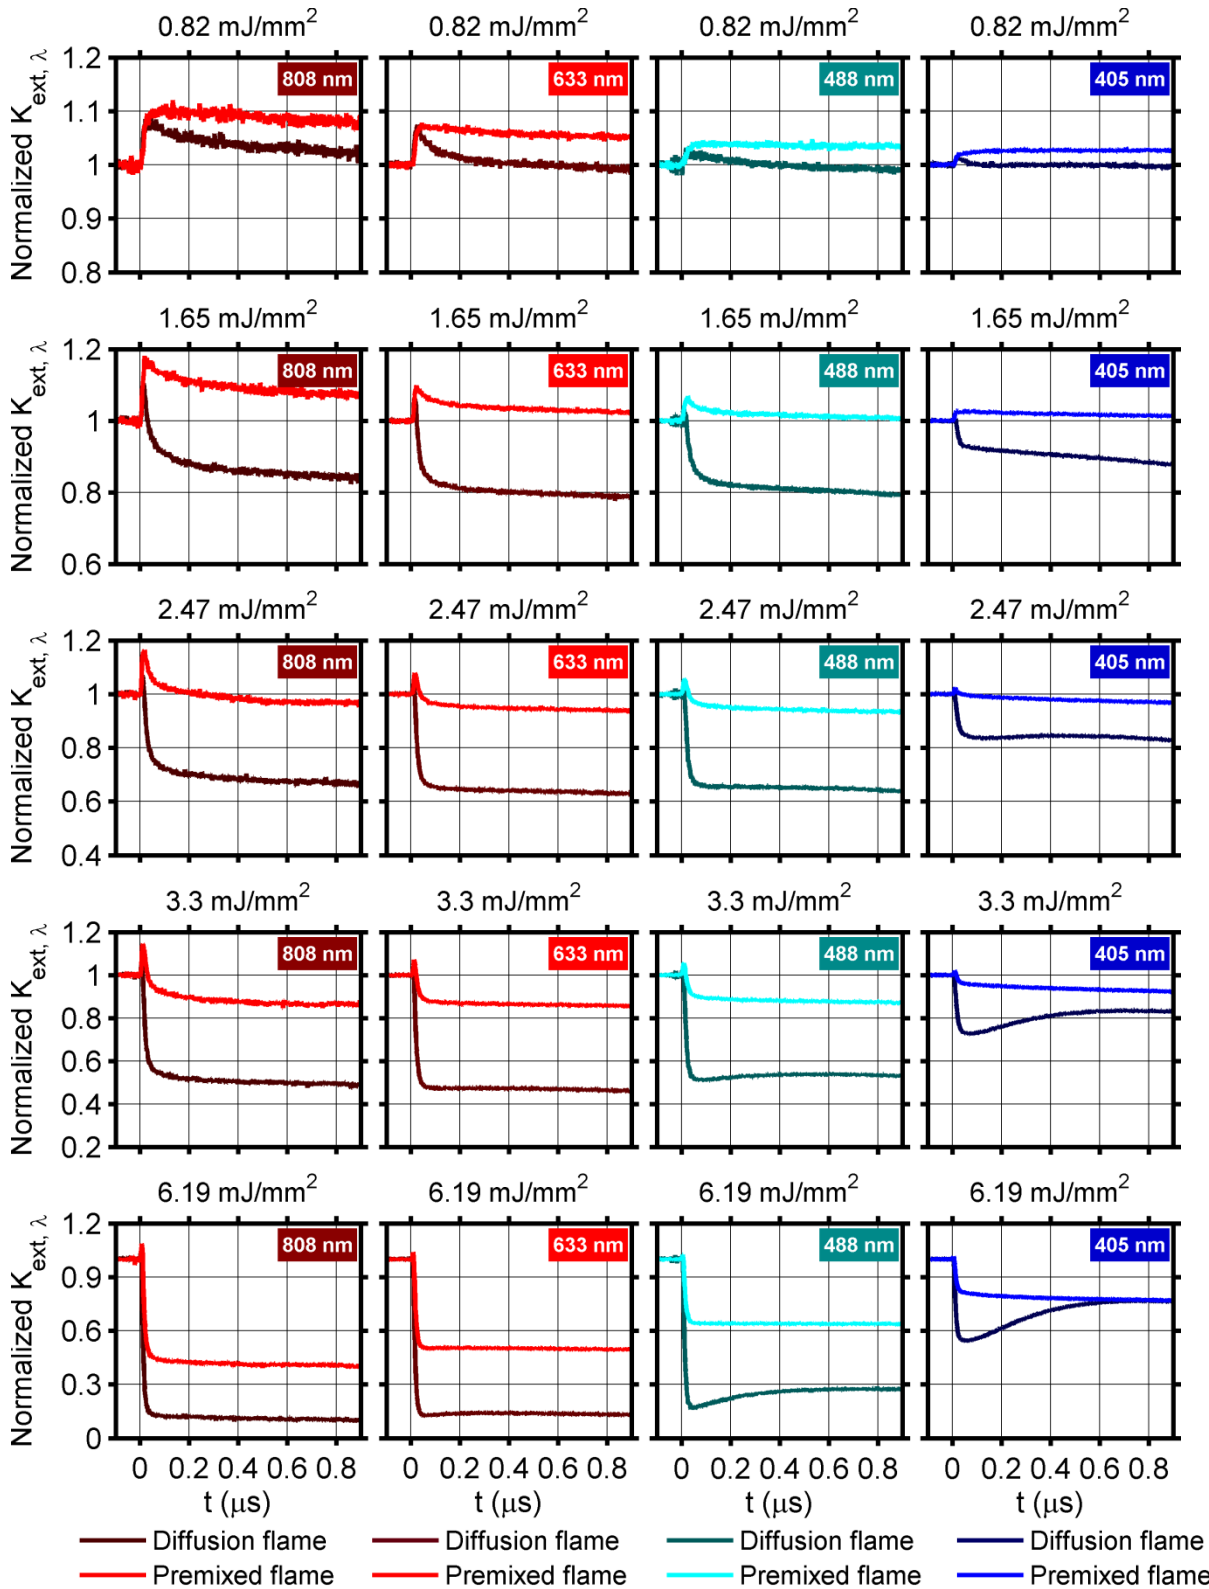 0.82 mJ/mm² 0.82 mJ/mm² 0.82 mJ/mm² 0.82 mJ/mm²
Normalized K_ext, λ
1.2
1.1
1
0.9
0.8
808 nm 633 nm 488 nm 405 nm
1.65 mJ/mm² 1.65 mJ/mm² 1.65 mJ/mm² 1.65 mJ/mm²
Normalized K_ext, λ
1.2
1
0.8
0.6
808 nm 633 nm 488 nm 405 nm
2.47 mJ/mm² 2.47 mJ/mm² 2.47 mJ/mm² 2.47 mJ/mm²
Normalized K_ext, λ
1.2
1
0.8
0.6
0.4
808 nm 633 nm 488 nm 405 nm
3.3 mJ/mm² 3.3 mJ/mm² 3.3 mJ/mm² 3.3 mJ/mm²
Normalized K_ext, λ
1.2
1
0.8
0.6
0.4
0.2
808 nm 633 nm 488 nm 405 nm
6.19 mJ/mm² 6.19 mJ/mm² 6.19 mJ/mm² 6.19 mJ/mm²
Normalized K_ext, λ
1.2
0.9
0.6
0.3
0
808 nm 633 nm 488 nm 405 nm
0 0.2 0.4 0.6 0.8 0 0.2 0.4 0.6 0.8 0 0.2 0.4 0.6 0.8 0 0.2 0.4 0.6 0.8
t (μs) t (μs) t (μs) t (μs)
Diffusion flame Diffusion flame Diffusion flame Diffusion flame
Premixed flame Premixed flame Premixed flame Premixed flame